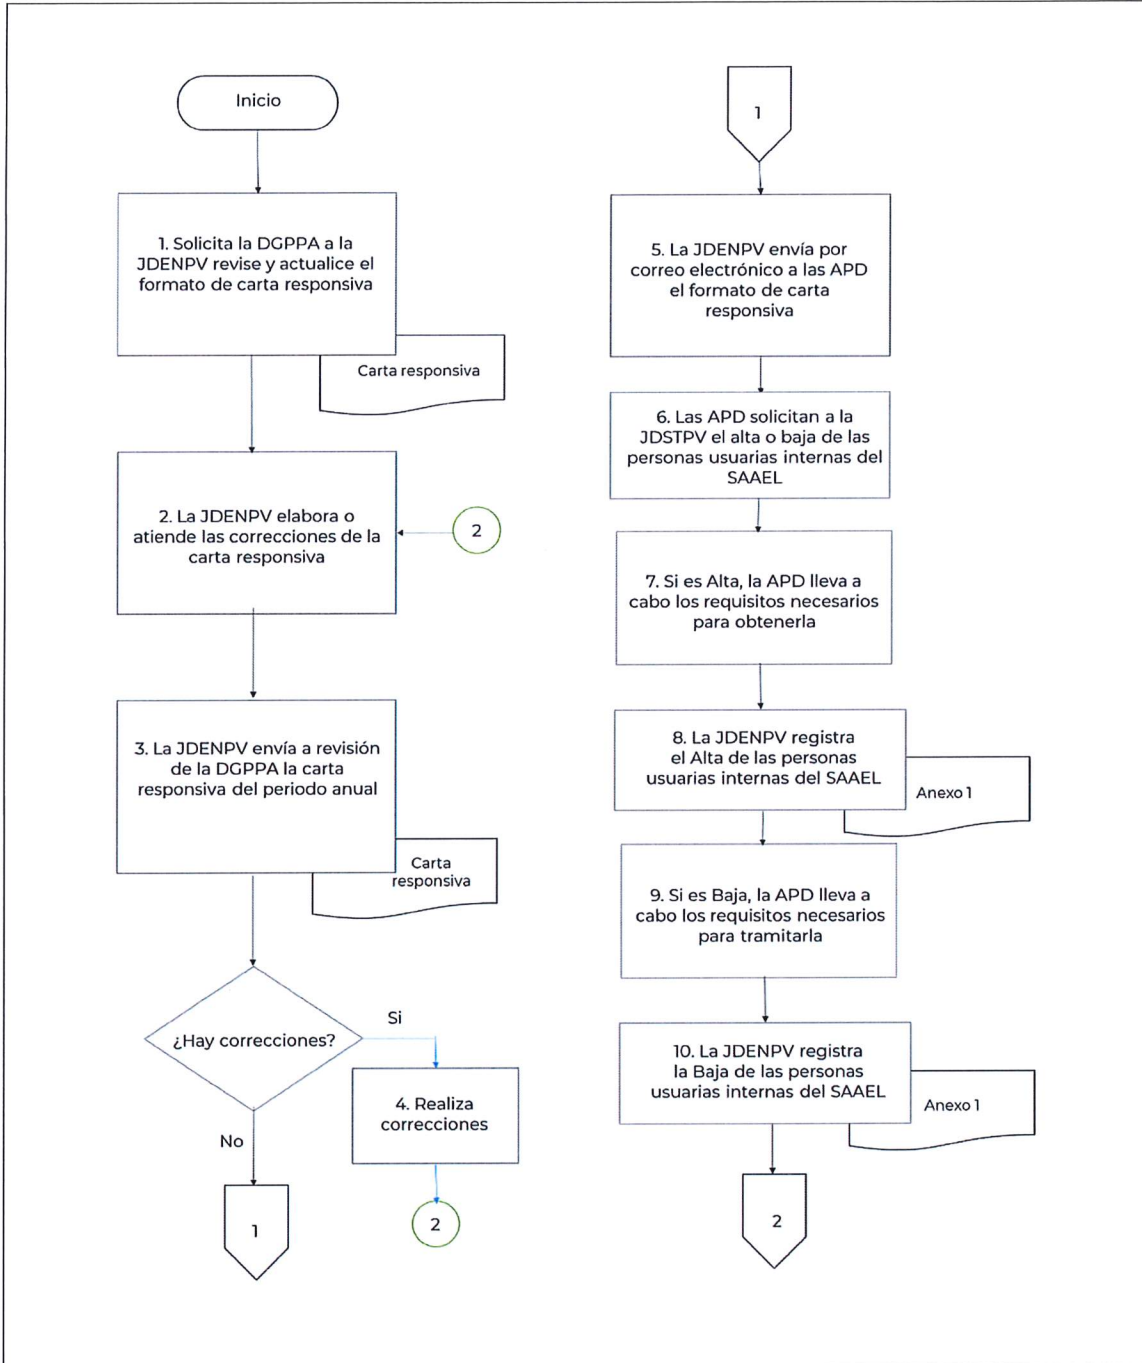 Inicio
1. Solicita la DGPPA a la
JDENPV revise y actualice el
formato de carta responsiva
Carta responsiva
2. La JDENPV elabora o
atiende las correcciones de la
carta responsiva
2
3. La JDENPV envía a revisión
de la DGPPA la carta
responsiva del periodo anual
Carta
responsiva
¿Hay correcciones?
Si
4. Realiza
correcciones
No
1
2
1
5. La JDENPV envía por
correo electrónico a las APD
el formato de carta
responsiva
6. Las APD solicitan a la
JDSTPV el alta o baja de las
personas usuarias internas del
SAAEL
7. Si es Alta, la APD lleva a
cabo los requisitos necesarios
para obtenerla
8. La JDENPV registra
el Alta de las personas
usuarias internas del SAAEL
Anexo 1
9. Si es Baja, la APD lleva a
cabo los requisitos necesarios
para tramitarla
10. La JDENPV registra
la Baja de las personas
usuarias internas del SAAEL
Anexo 1
2